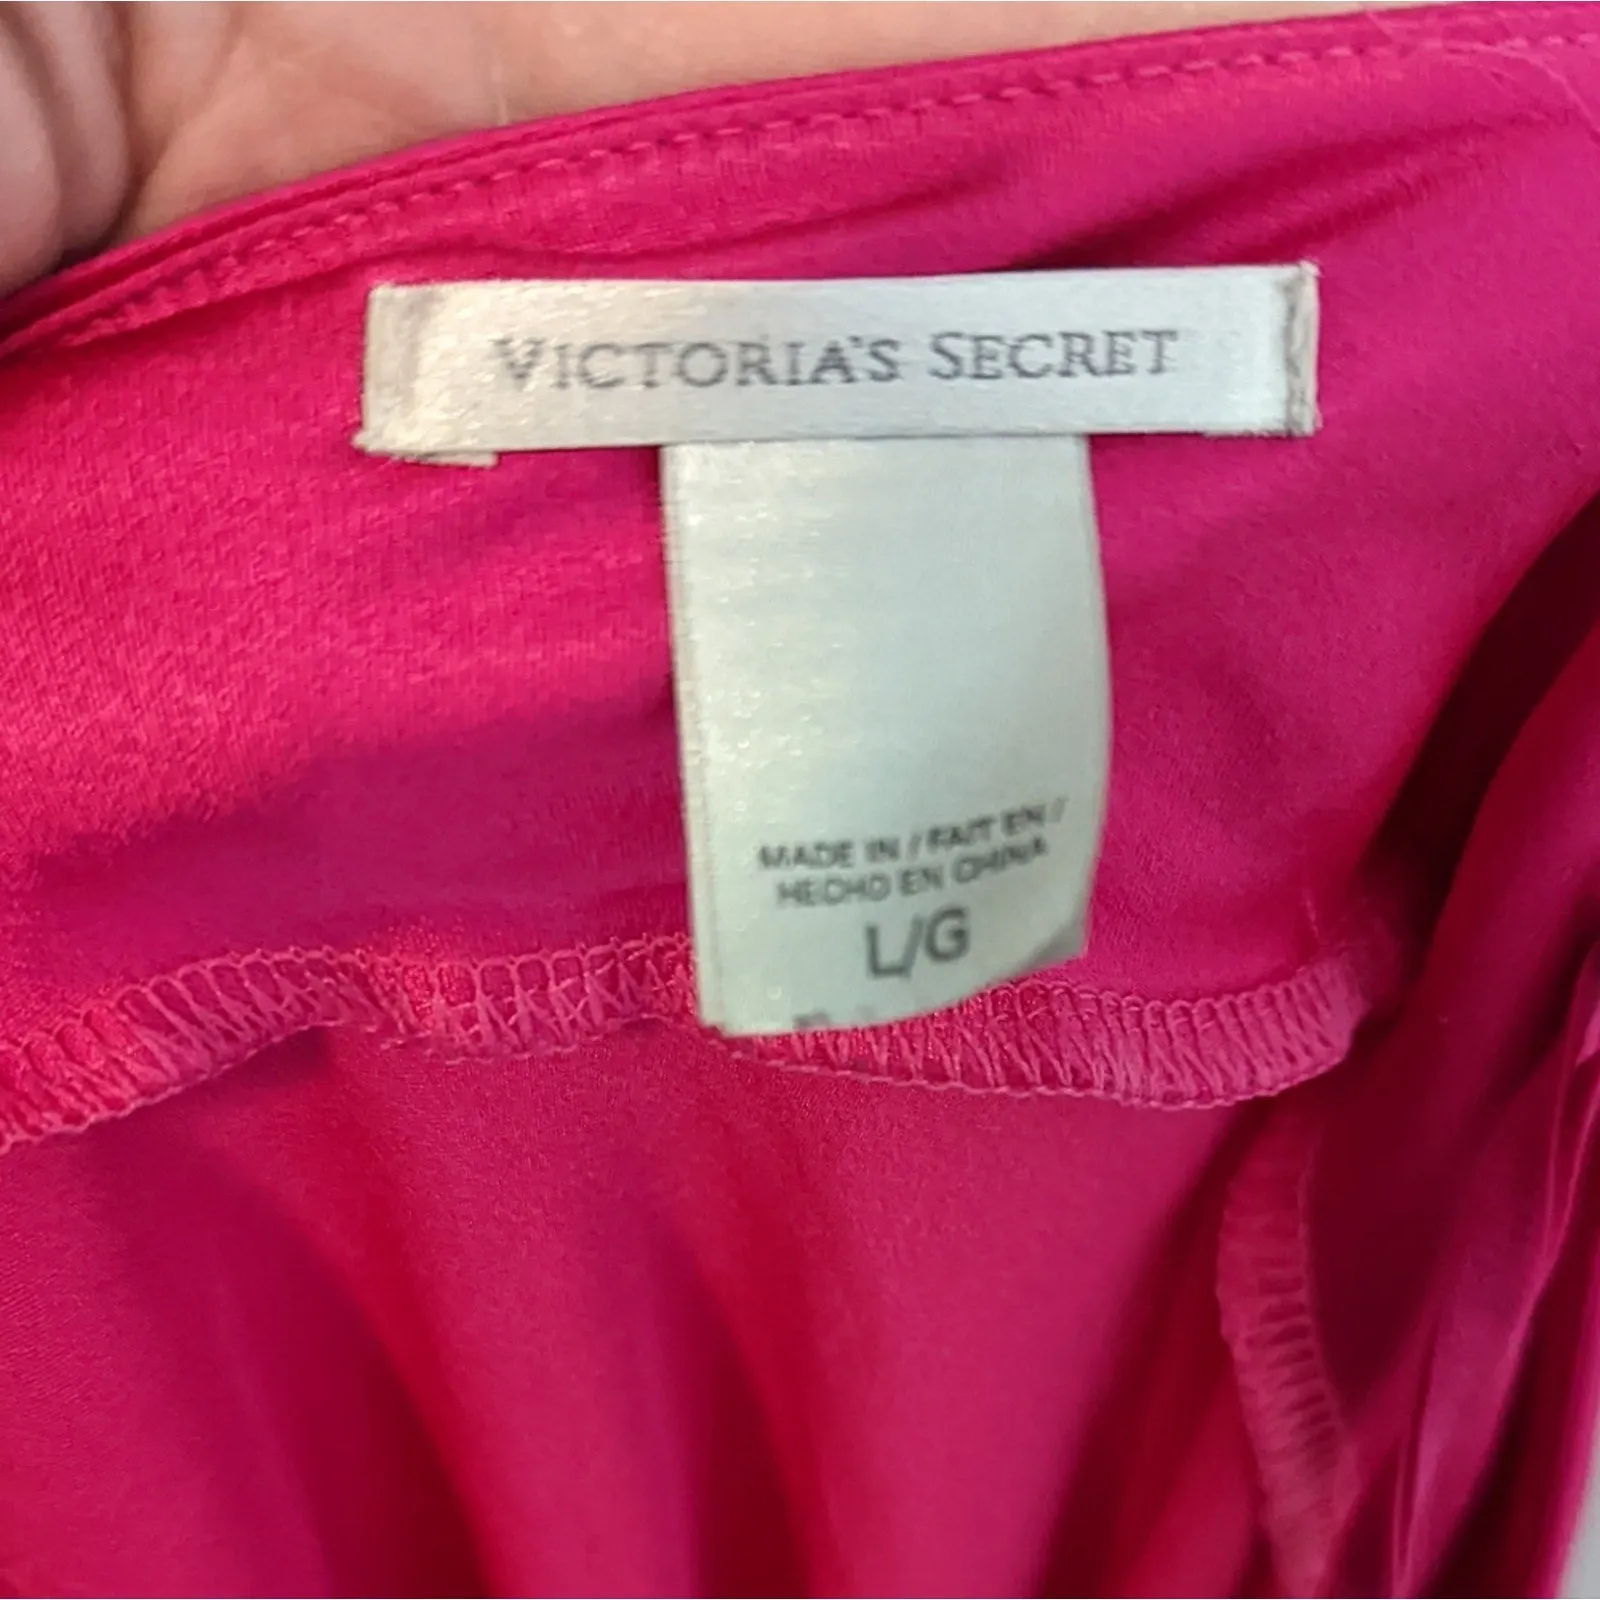 VICTORIA'S SECRET
MADE IN / FAIT EN /
HECHO EN CHINA
L/G